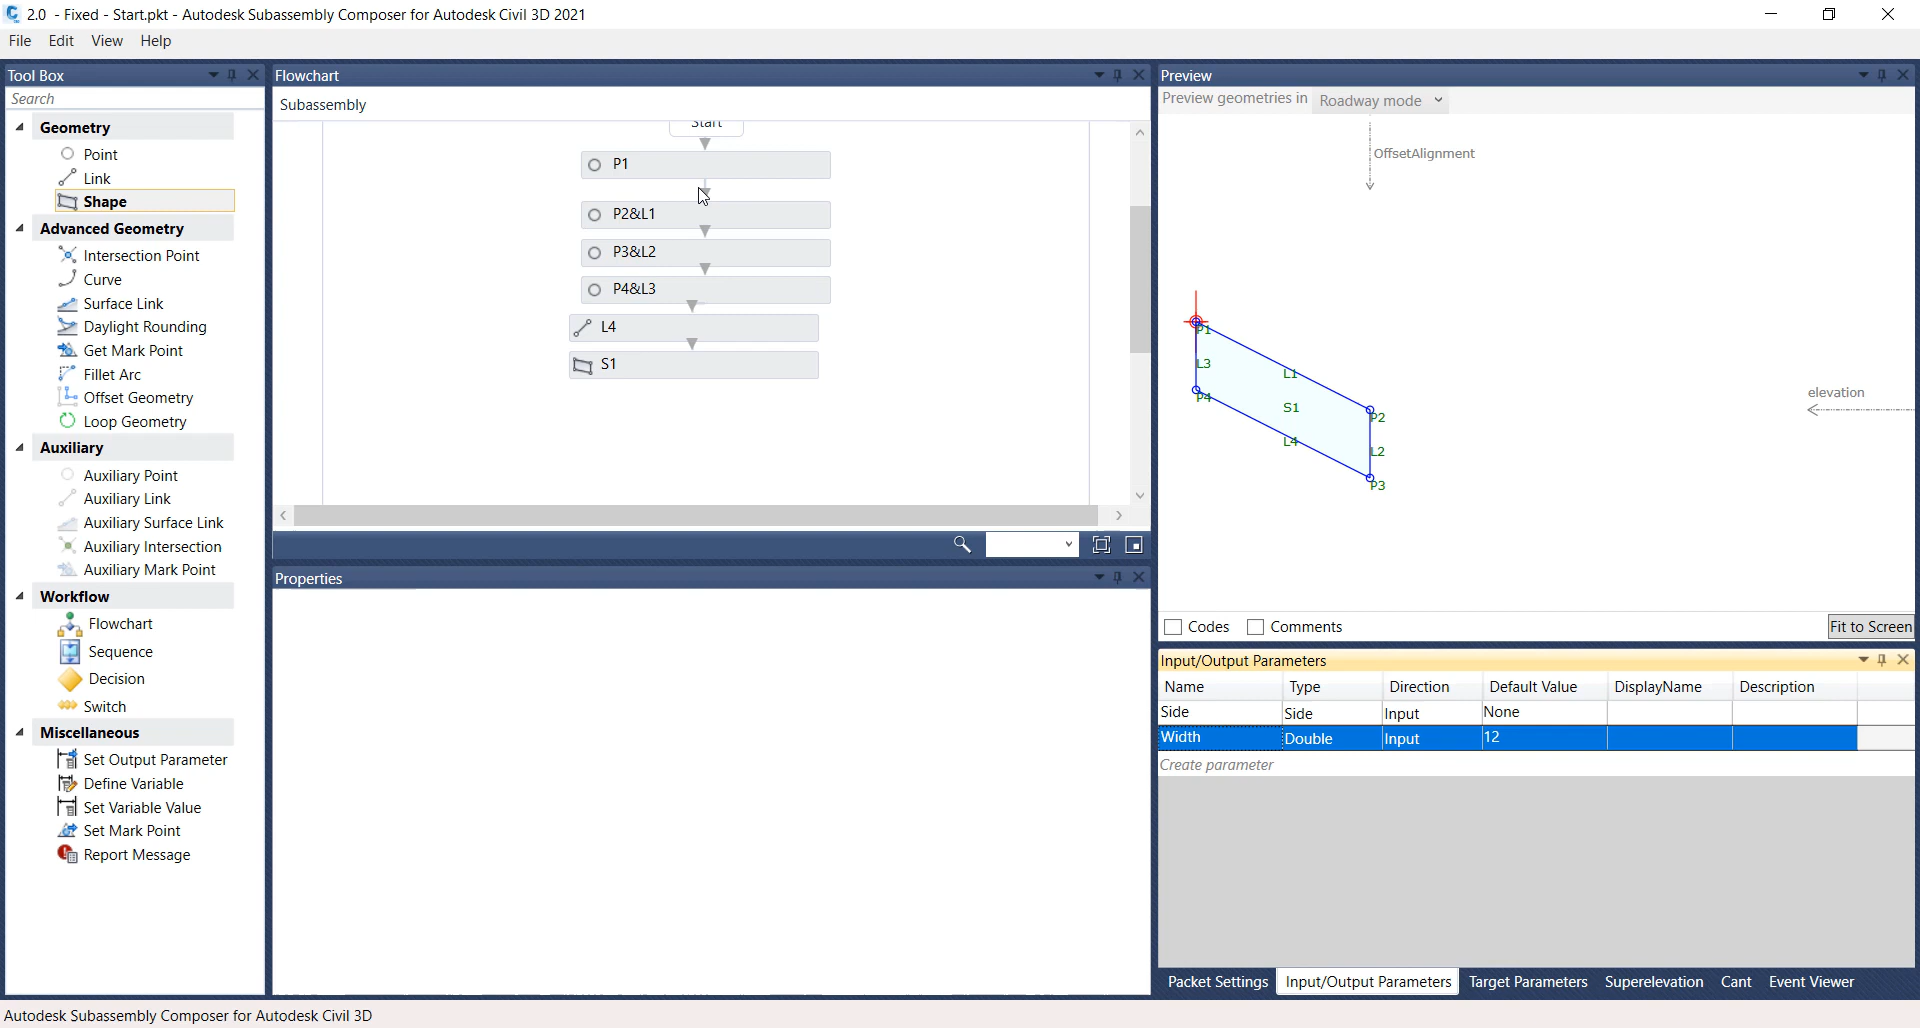 2.0 - Fixed - Start.pkt - Autodesk Subassembly Composer for Autodesk Civil 3D 2021
File Edit View Help
Tool Box
Search
Geometry
Point
Link
Shape
Advanced Geometry
Intersection Point
Curve
Surface Link
Daylight Rounding
Get Mark Point
Fillet Arc
Offset Geometry
Loop Geometry
Auxiliary
Auxiliary Point
Auxiliary Link
Auxiliary Surface Link
Auxiliary Intersection
Auxiliary Mark Point
Workflow
Flowchart
Sequence
Decision
Switch
Miscellaneous
Set Output Parameter
Define Variable
Set Variable Value
Set Mark Point
Report Message
Flowchart
Subassembly
Start
P1
P2&L1
P3&L2
P4&L3
L4
S1
Properties
Preview
Preview geometries in Roadway mode
OffsetAlignment
elevation
P1
L3
L1
P4
S1
P2
L4
L2
P3
Codes Comments Fit to Screen
Input/Output Parameters
Name Type Direction Default Value DisplayName Description
Side Side Input None
Width Double Input 12
Create parameter
Packet Settings Input/Output Parameters Target Parameters Superelevation Cant Event Viewer
Autodesk Subassembly Composer for Autodesk Civil 3D